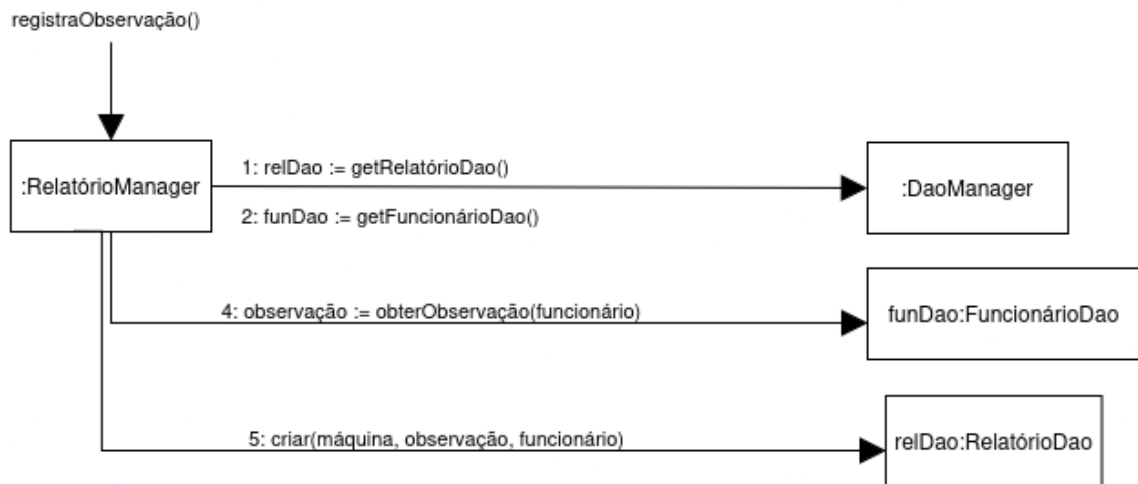 registraObservação()
:RelatórioManager
1: relDao := getRelatórioDao()
2: funDao := getFuncionárioDao()
:DaoManager
4: observação := obterObservação(funcionário)
funDao:FuncionárioDao
5: criar(máquina, observação, funcionário)
relDao:RelatórioDao